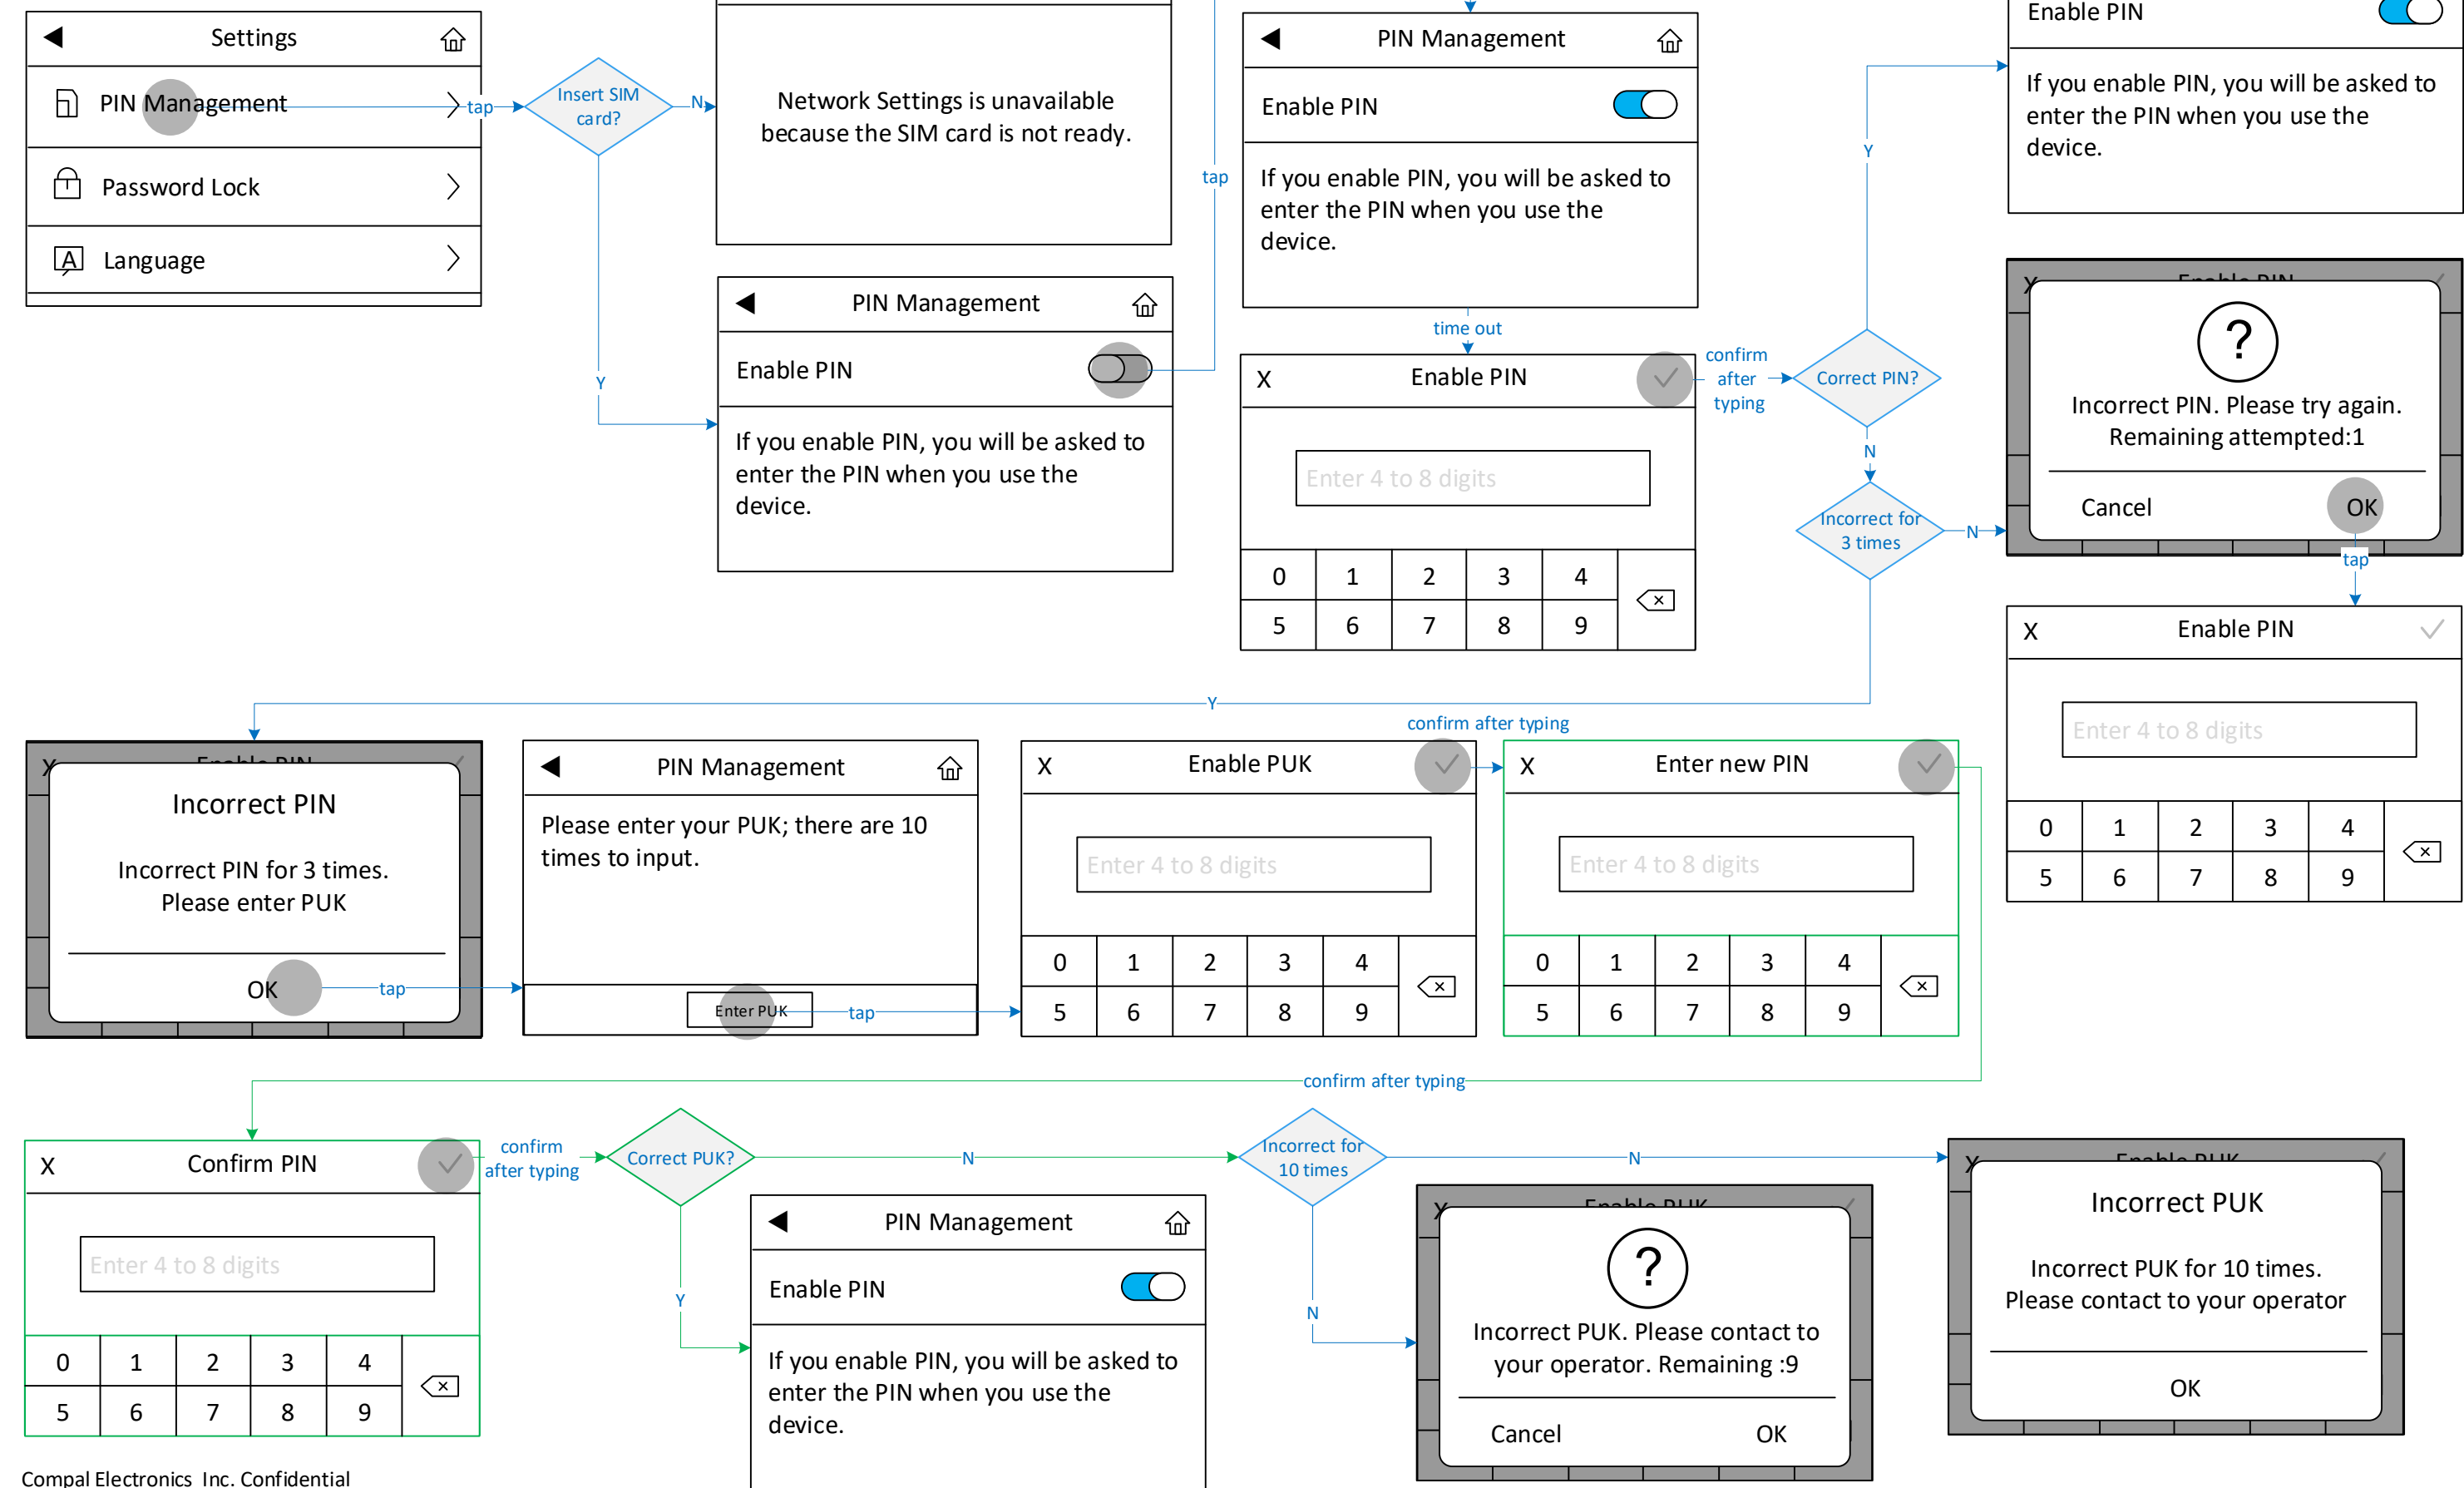 Settings
PIN Management
tap
Password Lock
Language
Insert SIM
card?
N
Y
Network Settings is unavailable
because the SIM card is not ready.
PIN Management
Enable PIN
If you enable PIN, you will be asked to
enter the PIN when you use the
device.
tap
PIN Management
Enable PIN
If you enable PIN, you will be asked to
enter the PIN when you use the
device.
time out
X
Enable PIN
Enter 4 to 8 digits
0 1 2 3 4
5 6 7 8 9
confirm
after
typing
Correct PIN?
Y
N
Incorrect for
3 times
N
Y
Enable PIN
If you enable PIN, you will be asked to
enter the PIN when you use the
device.
X
Enable PIN
?
Incorrect PIN. Please try again.
Remaining attempted:1
Cancel
OK
tap
X
Enable PIN
Enter 4 to 8 digits
0 1 2 3 4
5 6 7 8 9
X
Enable PIN
Incorrect PIN
Incorrect PIN for 3 times.
Please enter PUK
OK
tap
PIN Management
Please enter your PUK; there are 10
times to input.
Enter PUK
tap
X
Enable PUK
Enter 4 to 8 digits
0 1 2 3 4
5 6 7 8 9
confirm after typing
X
Enter new PIN
Enter 4 to 8 digits
0 1 2 3 4
5 6 7 8 9
confirm after typing
X
Confirm PIN
Enter 4 to 8 digits
0 1 2 3 4
5 6 7 8 9
confirm
after typing
Correct PUK?
N
Y
PIN Management
Enable PIN
If you enable PIN, you will be asked to
enter the PIN when you use the
device.
Incorrect for
10 times
N
N
X
Enable PUK
?
Incorrect PUK. Please contact to
your operator. Remaining :9
Cancel
OK
X
Enable PUK
Incorrect PUK
Incorrect PUK for 10 times.
Please contact to your operator
OK
Compal Electronics Inc. Confidential